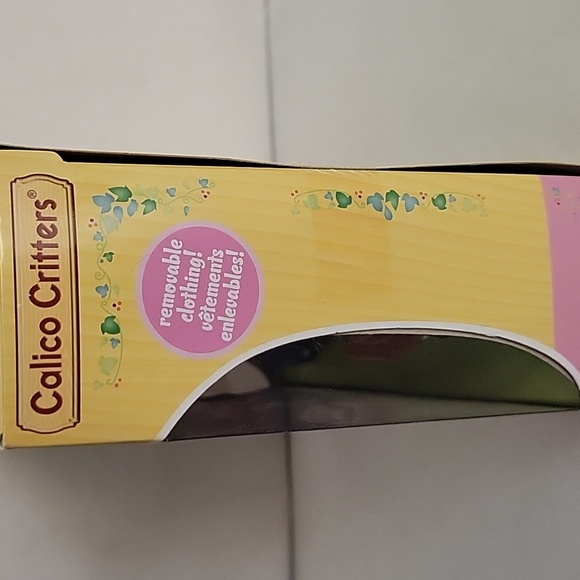 Calico Critters®
removable
clothing!
vêtements
enlevables!